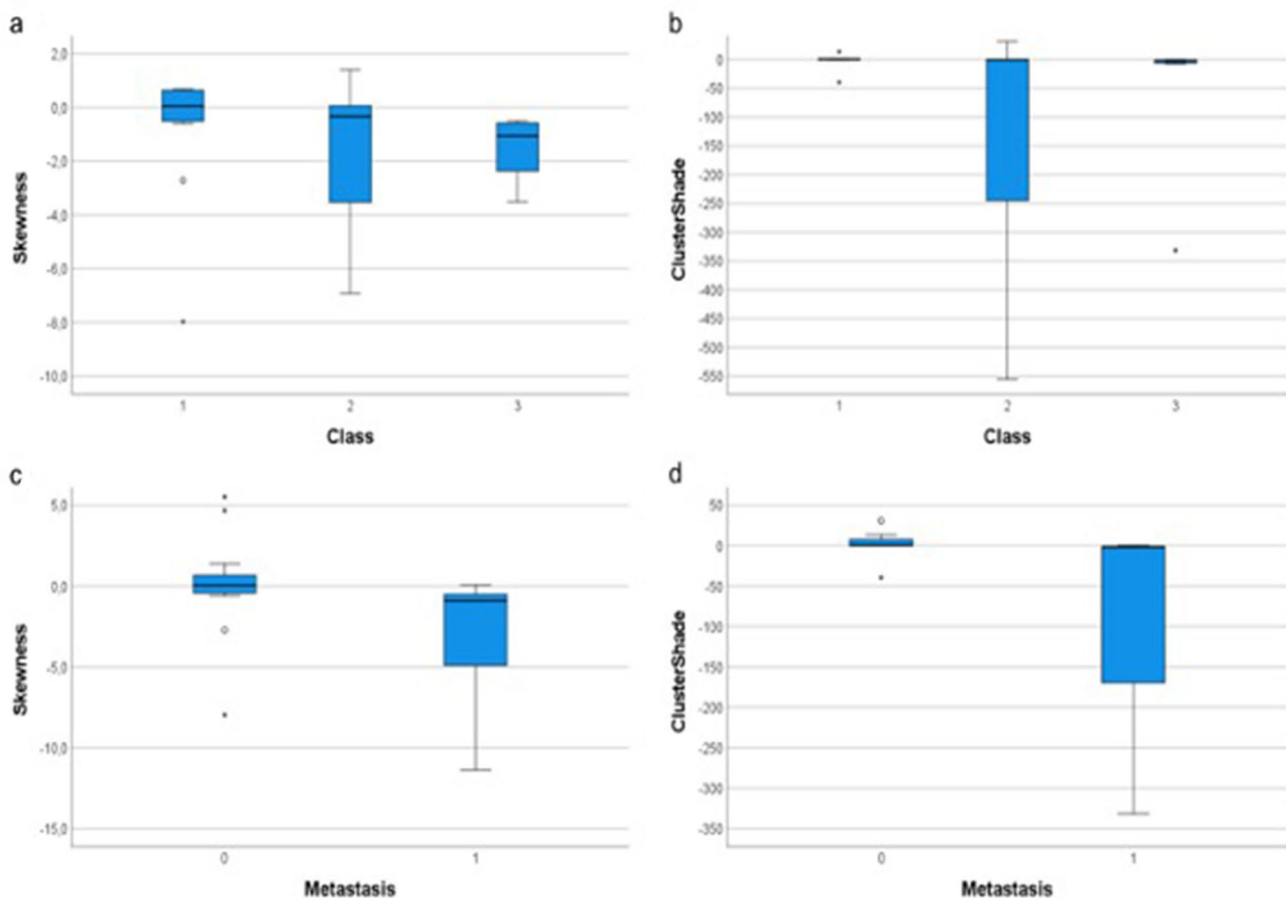 a
2,0
0,0
-2,0
-4,0
-6,0
-8,0
-10,0
Skewness
1 2 3
Class
b
0
-50
-100
-150
-200
-250
-300
-350
-400
-450
-500
-550
ClusterShade
1 2 3
Class
c
5,0
0,0
-5,0
-10,0
-15,0
Skewness
0 1
Metastasis
d
50
0
-50
-100
-150
-200
-250
-300
-350
ClusterShade
0 1
Metastasis